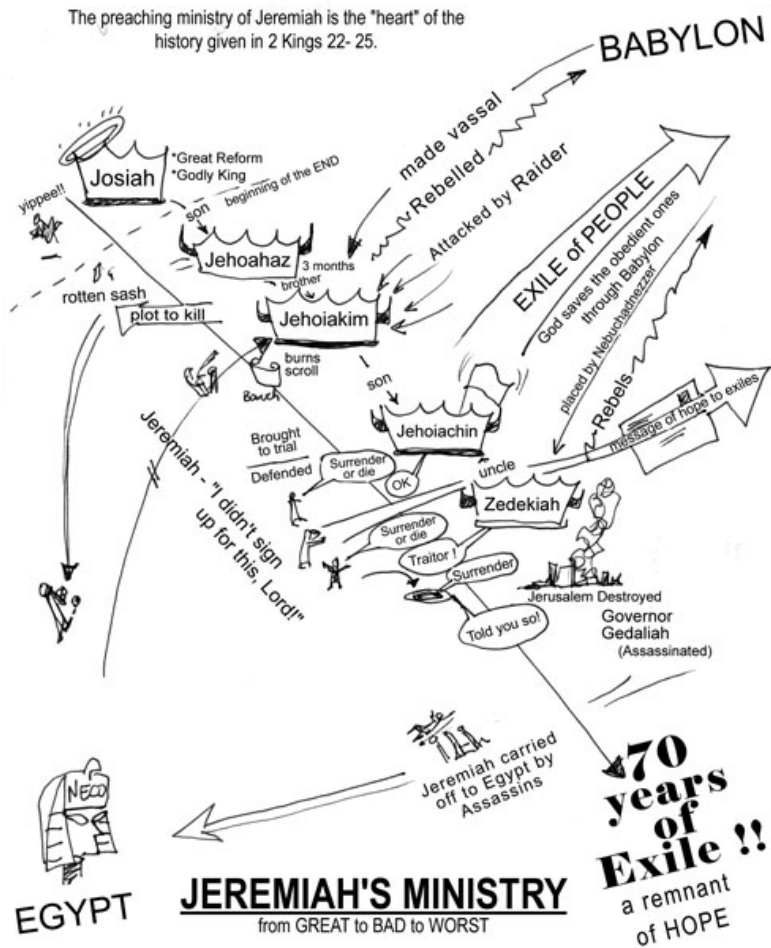 The preaching ministry of Jeremiah is the "heart" of the
history given in 2 Kings 22- 25.
BABYLON
Josiah
*Great Reform
*Godly King
yippee!!
son
beginning of the END
made vassal
Rebelled
Attacked by Raider
Jehoahaz
3 months
brother
rotten sash
plot to kill
Jehoiakim
burns
scroll
EXILE of PEOPLE
God saves the obedient ones
through Babylon
placed by Nebuchadnezzer
Rebels
message of hope to exiles
son
Jehoiachin
Jeremiah - "I didn't sign
up for this, Lord!"
Brought
to trial
Defended
Surrender
or die
OK
uncle
Zedekiah
Surrender
or die
Traitor !
Surrender
Told you so!
Jerusalem Destroyed
Governor
Gedaliah
(Assassinated)
Jeremiah carried
off to Egypt by
Assassins
70
years
of
Exile !!
a remnant
of HOPE
NECO
EGYPT
JEREMIAH'S MINISTRY
from GREAT to BAD to WORST